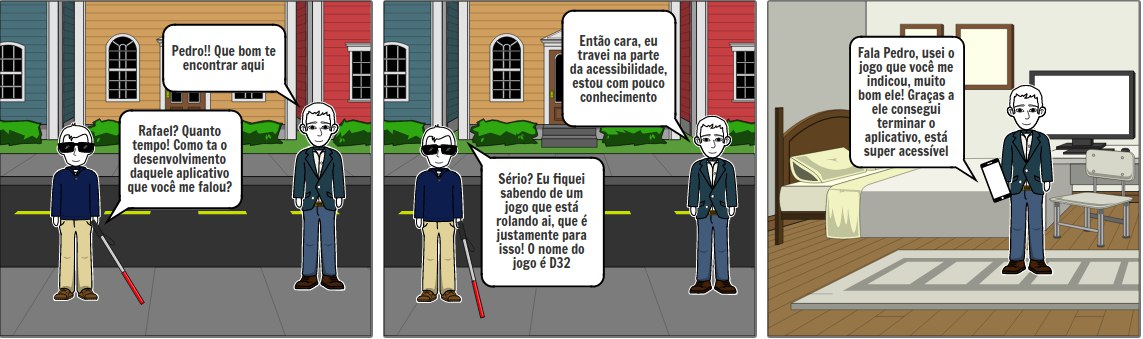 Pedro!! Que bom te
encontrar aqui
Rafael? Quanto
tempo! Como ta o
desenvolvimento
daquele aplicativo
que você me falou?
Então cara, eu
travei na parte
da acessibilidade,
estou com pouco
conhecimento
Sério? Eu fiquei
sabendo de um
jogo que está
rolando ai, que é
justamente para
isso! O nome do
jogo é D32
Fala Pedro, usei o
jogo que você me
indicou, muito
bom ele! Graças a
ele consegui
terminar o
aplicativo, está
super acessível